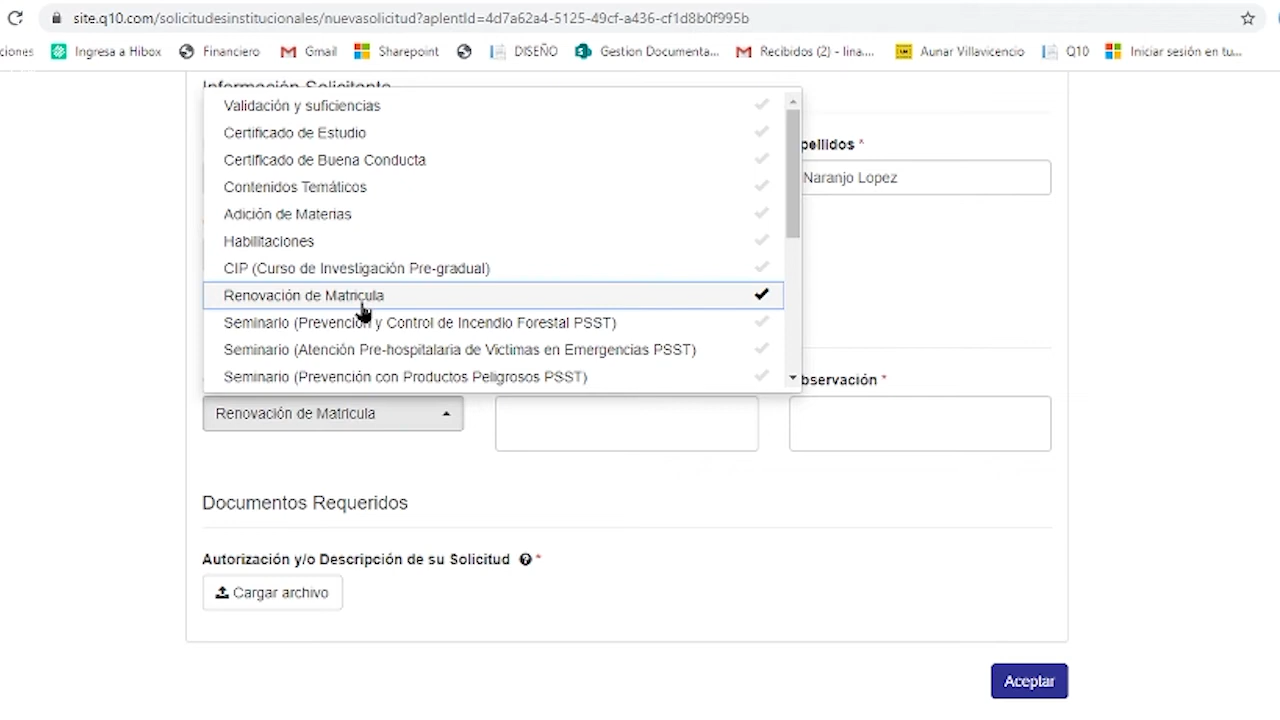 site.q10.com/solicitudesinstitucionales/nuevasolicitud?aplentId=4d7a62a4-5125-49cf-a436-cf1d8b0f995b
ciones Ingresa a Hibox Financiero Gmail Sharepoint DISEÑO Gestion Documenta... Recibidos (2) - lina.... Aunar Villavicencio Q10 Iniciar sesión en tu...
Información Solicitante
Validación y suficiencias
Certificado de Estudio
Certificado de Buena Conducta
pellidos *
Naranjo Lopez
Contenidos Temáticos
Adición de Materias
Habilitaciones
CIP (Curso de Investigación Pre-gradual)
Renovación de Matricula
Seminario (Prevención y Control de Incendio Forestal PSST)
Seminario (Atención Pre-hospitalaria de Victimas en Emergencias PSST)
Seminario (Prevención con Productos Peligrosos PSST)
bservación *
Renovación de Matricula
Documentos Requeridos
Autorización y/o Descripción de su Solicitud ? *
Cargar archivo
Aceptar